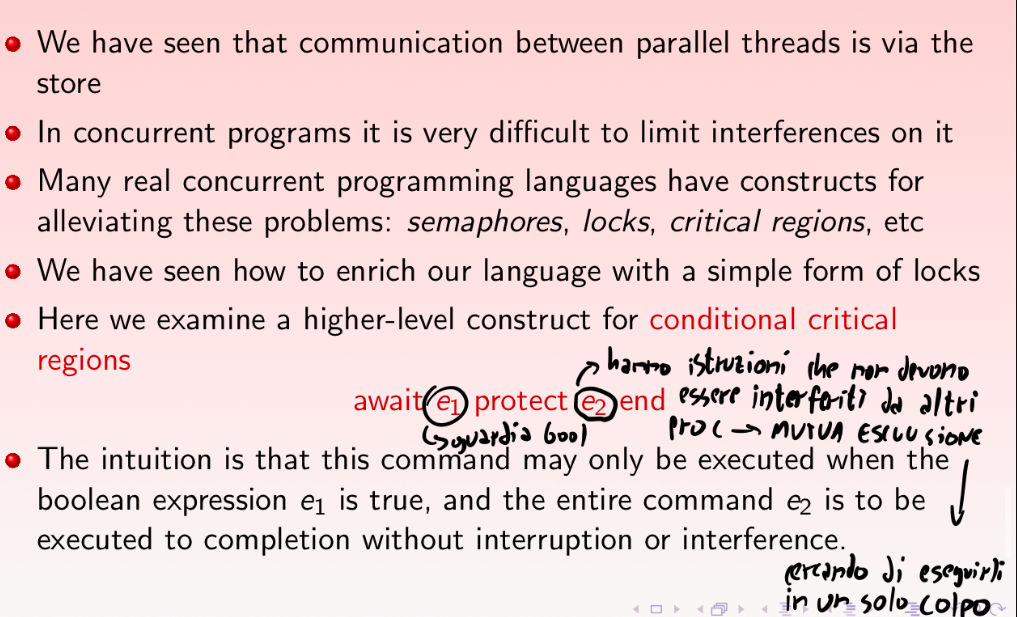 We have seen that communication between parallel threads is via the
store
In concurrent programs it is very difficult to limit interferences on it
Many real concurrent programming languages have constructs for
alleviating these problems: semaphores, locks, critical regions, etc
We have seen how to enrich our language with a simple form of locks
Here we examine a higher-level construct for conditional critical
regions
hanno istruzioni che non devono
await e₁ protect e₂ end
essere interferiti da altri
guardia bool
proc → MUTUA ESCLUSIONE
The intuition is that this command may only be executed when the
boolean expression e₁ is true, and the entire command e₂ is to be
executed to completion without interruption or interference.
cercando di eseguirli
in un solo colpo